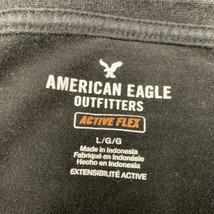 AMERICAN EAGLE
OUTFITTERS
ACTIVE FLEX
L/G/G
Made in Indonesia
Fabriqué en Indonésie
Hecho en Indonesia
EXTENSIBILITÉ ACTIVE